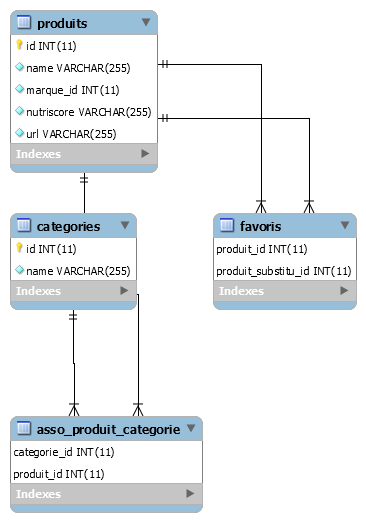 produits
id INT(11)
name VARCHAR(255)
marque_id INT(11)
nutriscore VARCHAR(255)
url VARCHAR(255)
Indexes
categories
id INT(11)
name VARCHAR(255)
Indexes
favoris
produit_id INT(11)
produit_substitu_id INT(11)
Indexes
asso_produit_categorie
categorie_id INT(11)
produit_id INT(11)
Indexes